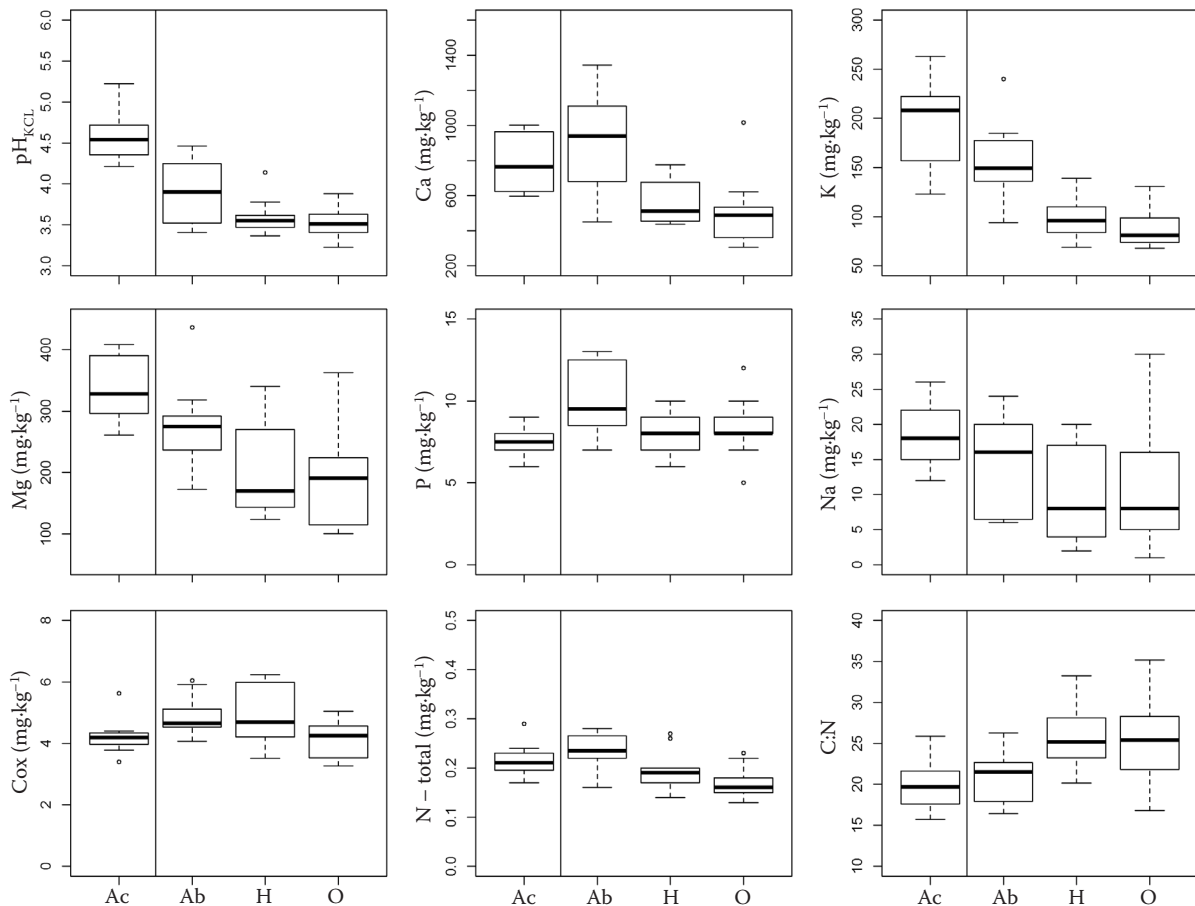 pH_KCL
3.0 3.5 4.0 4.5 5.0 5.5 6.0
Ca (mg·kg⁻¹)
200 600 1000 1400
K (mg·kg⁻¹)
50 100 150 200 250 300
Mg (mg·kg⁻¹)
100 200 300 400
P (mg·kg⁻¹)
0 5 10 15
Na (mg·kg⁻¹)
0 5 10 15 20 25 30 35
Cox (mg·kg⁻¹)
0 2 4 6 8
Ac Ab H O
N – total (mg·kg⁻¹)
0.0 0.1 0.2 0.3 0.4 0.5
Ac Ab H O
C:N
10 15 20 25 30 35 40
Ac Ab H O